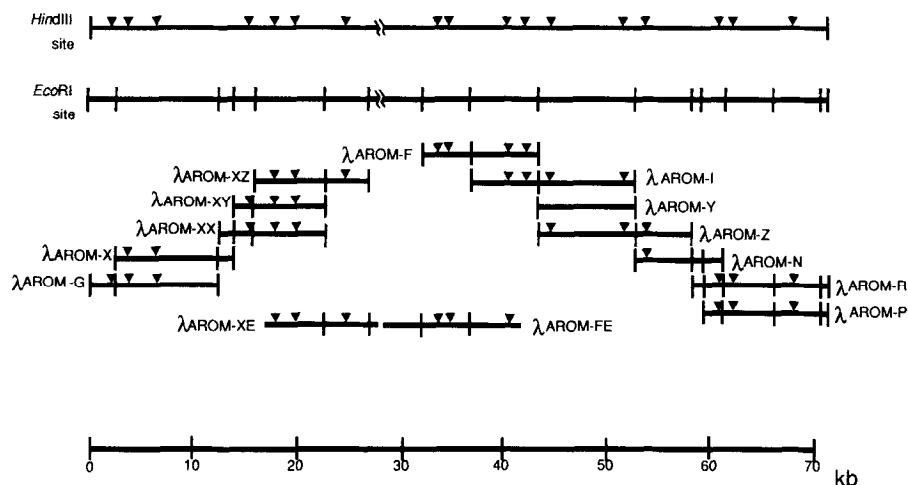 HindIII
site
EcoRI
site
λAROM-F
λAROM-XZ
λAROM-I
λAROM-XY
λAROM-Y
λAROM-XX
λAROM-Z
λAROM-X
λAROM-N
λAROM-G
λAROM-R
λAROM-P
λAROM-XE
λAROM-FE
0 10 20 30 40 50 60 70 kb